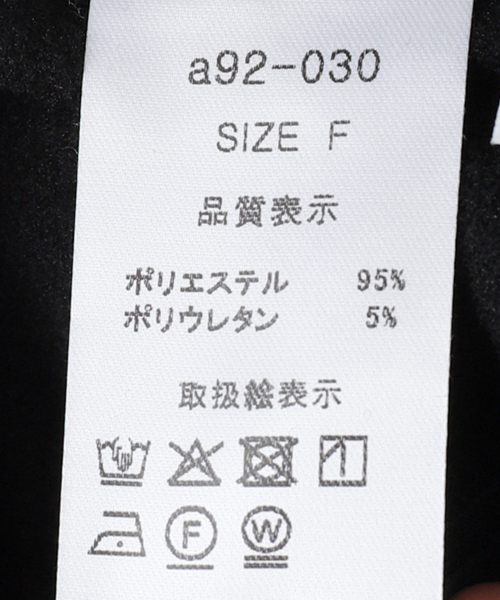 a92-030
SIZE F
品質表示
ポリエステル 95%
ポリウレタン 5%
取扱絵表示
F W